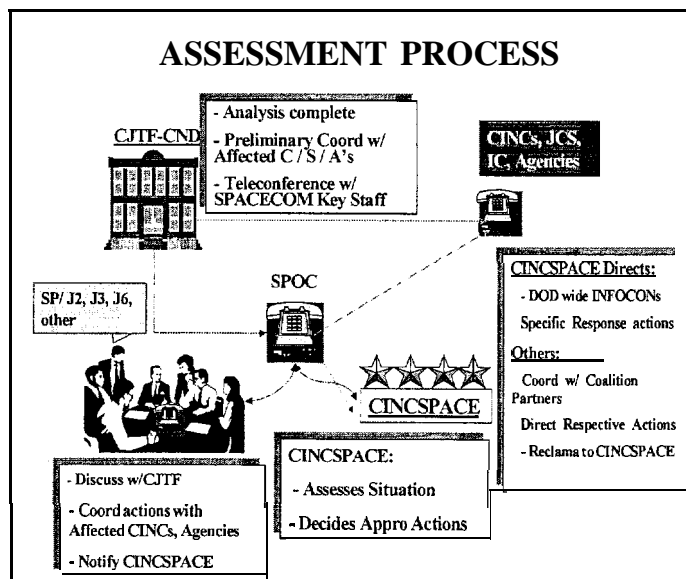 ASSESSMENT PROCESS
CJTF-CND
- Analysis complete
- Preliminary Coord w/
Affected C / S / A's
- Teleconference w/
SPACECOM Key Staff
CINCs, JCS,
IC, Agencies
SP/ J2, J3, J6,
other
SPOC
CINCSPACE
CINCSPACE Directs:
- DOD wide INFOCONs
Specific Response actions
Others:
Coord w/ Coalition
Partners
Direct Respective Actions
- Reclama to CINCSPACE
- Discuss w/CJTF
- Coord actions with
Affected CINCs, Agencies
- Notify CINCSPACE
CINCSPACE:
- Assesses Situation
- Decides Appro Actions